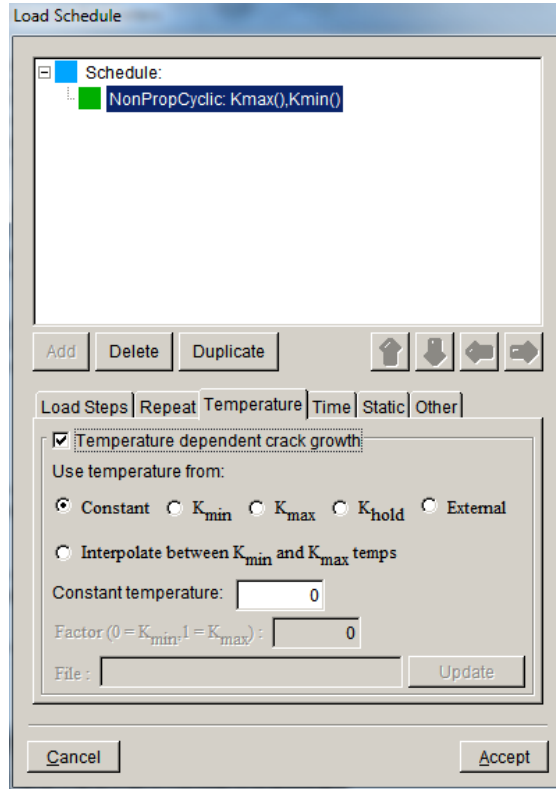 Load Schedule
Schedule:
NonPropCyclic: Kmax(),Kmin()
Add Delete Duplicate
Load Steps Repeat Temperature Time Static Other
Temperature dependent crack growth
Use temperature from:
Constant Kmin Kmax Khold External
Interpolate between Kmin and Kmax temps
Constant temperature: 0
Factor (0 = Kmin,1 = Kmax) : 0
File : Update
Cancel Accept